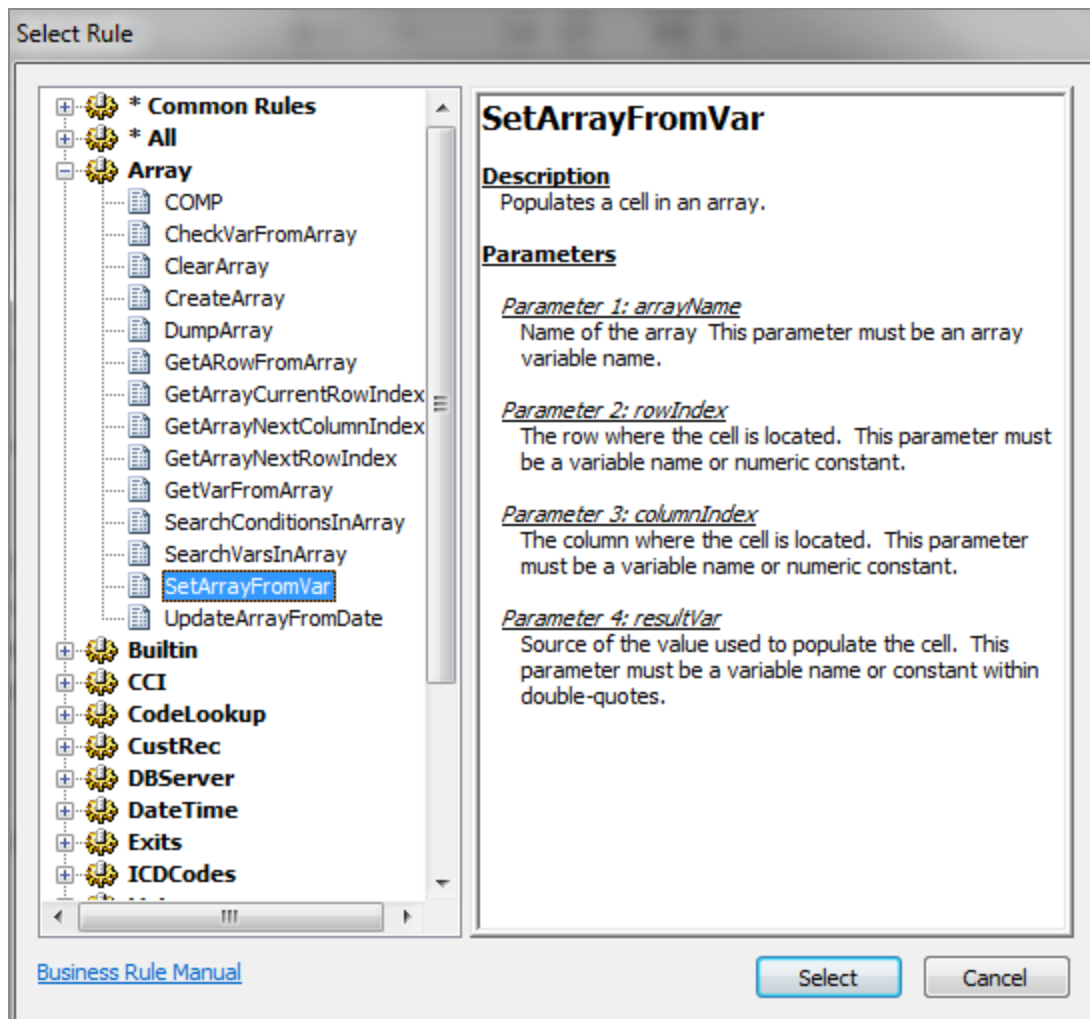 Select Rule
* Common Rules
* All
Array
COMP
CheckVarFromArray
ClearArray
CreateArray
DumpArray
GetARowFromArray
GetArrayCurrentRowIndex
GetArrayNextColumnIndex
GetArrayNextRowIndex
GetVarFromArray
SearchConditionsInArray
SearchVarsInArray
SetArrayFromVar
UpdateArrayFromDate
Builtin
CCI
CodeLookup
CustRec
DBServer
DateTime
Exits
ICDCodes
SetArrayFromVar
Description
Populates a cell in an array.
Parameters
Parameter 1: arrayName
Name of the array  This parameter must be an array
variable name.
Parameter 2: rowIndex
The row where the cell is located.  This parameter must
be a variable name or numeric constant.
Parameter 3: columnIndex
The column where the cell is located.  This parameter
must be a variable name or numeric constant.
Parameter 4: resultVar
Source of the value used to populate the cell.  This
parameter must be a variable name or constant within
double-quotes.
Business Rule Manual
Select
Cancel